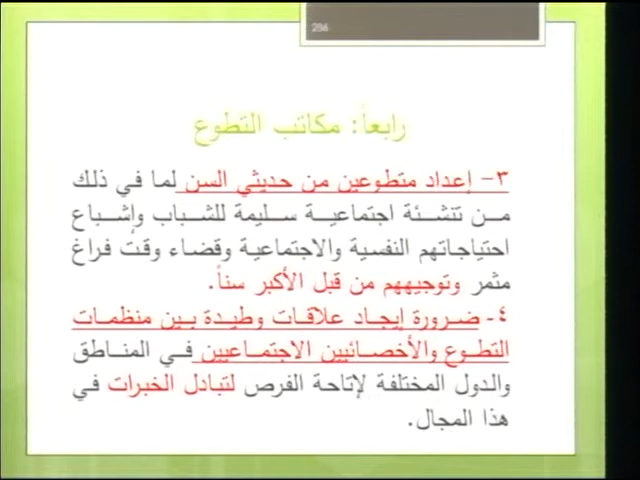 286
رابعاً: مكاتب التطوع
٣- إعداد متطوعين من حديثي السن لما في ذلك
من تنشئة اجتماعية سليمة للشباب وإشباع
احتياجاتهم النفسية والاجتماعية وقضاء وقت فراغ
مثمر وتوجيههم من قبل الأكبر سناً.
٤- ضرورة إيجاد علاقات وطيدة بين منظمات
التطوع والأخصائيين الاجتماعيين في المناطق
والدول المختلفة لإتاحة الفرص لتبادل الخبرات في
هذا المجال.